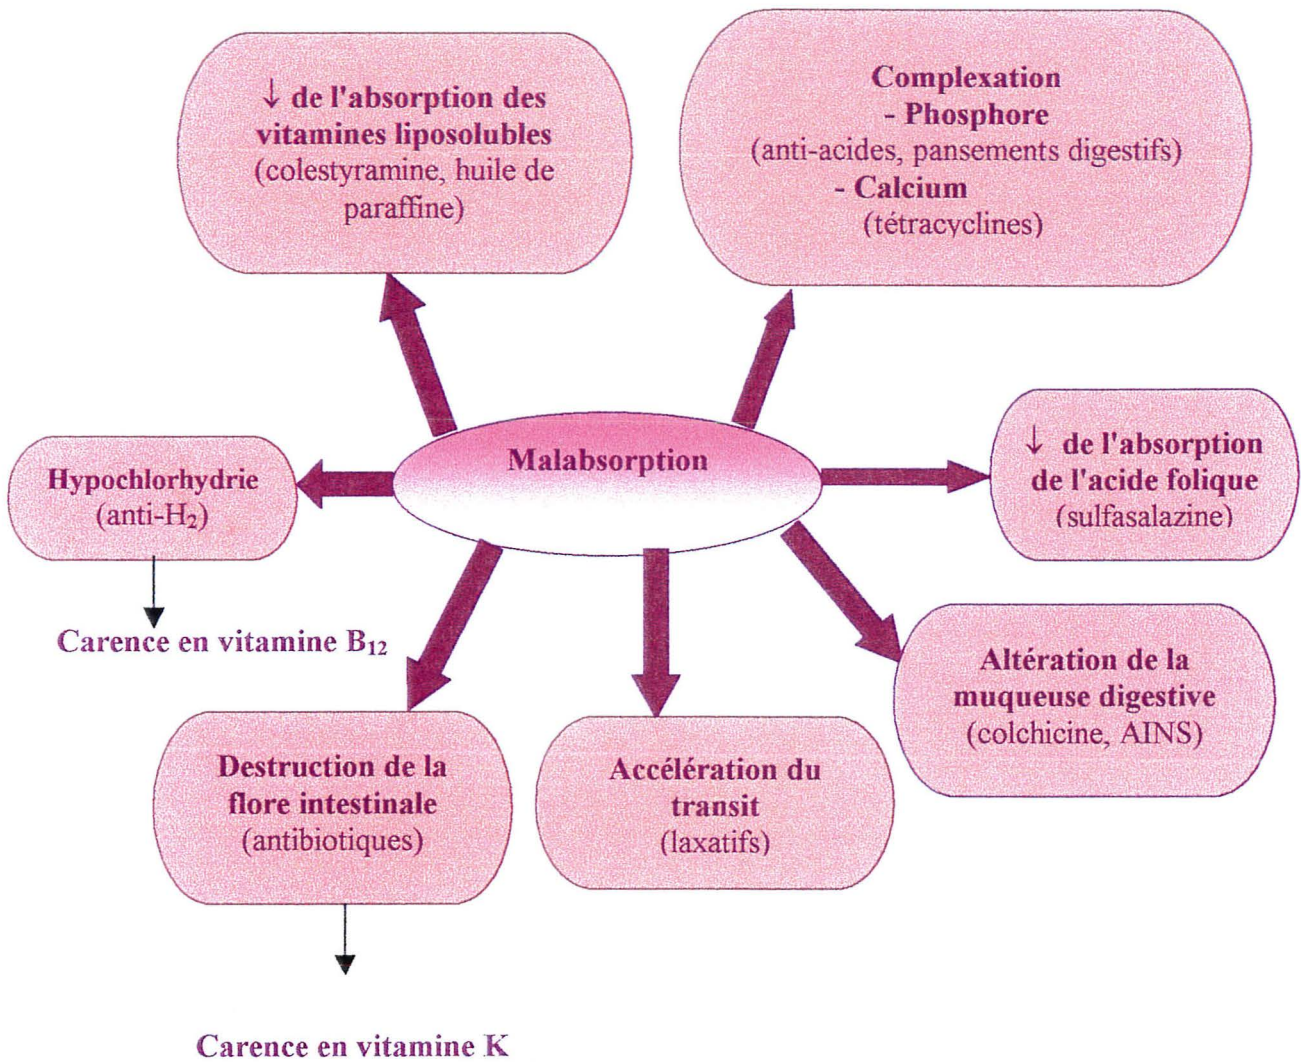 ↓ de l'absorption des
vitamines liposolubles
(colestyramine, huile de
paraffine)
Complexation
- Phosphore
(anti-acides, pansements digestifs)
- Calcium
(tétracyclines)
Malabsorption
Hypochlorhydrie
(anti-H₂)
Carence en vitamine B₁₂
↓ de l'absorption
de l'acide folique
(sulfasalazine)
Altération de la
muqueuse digestive
(colchicine, AINS)
Destruction de la
flore intestinale
(antibiotiques)
Accélération du
transit
(laxatifs)
Carence en vitamine K